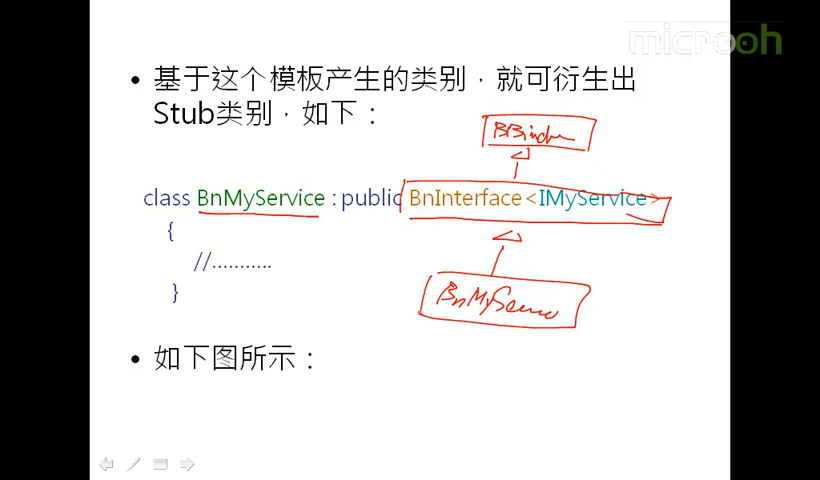 microoh
• 基于这个模板产生的类别，就可衍生出
Stub类别，如下：
BBinder
class BnMyService : public BnInterface<IMyService>
{
//...........
}
BnMyService
• 如下图所示：